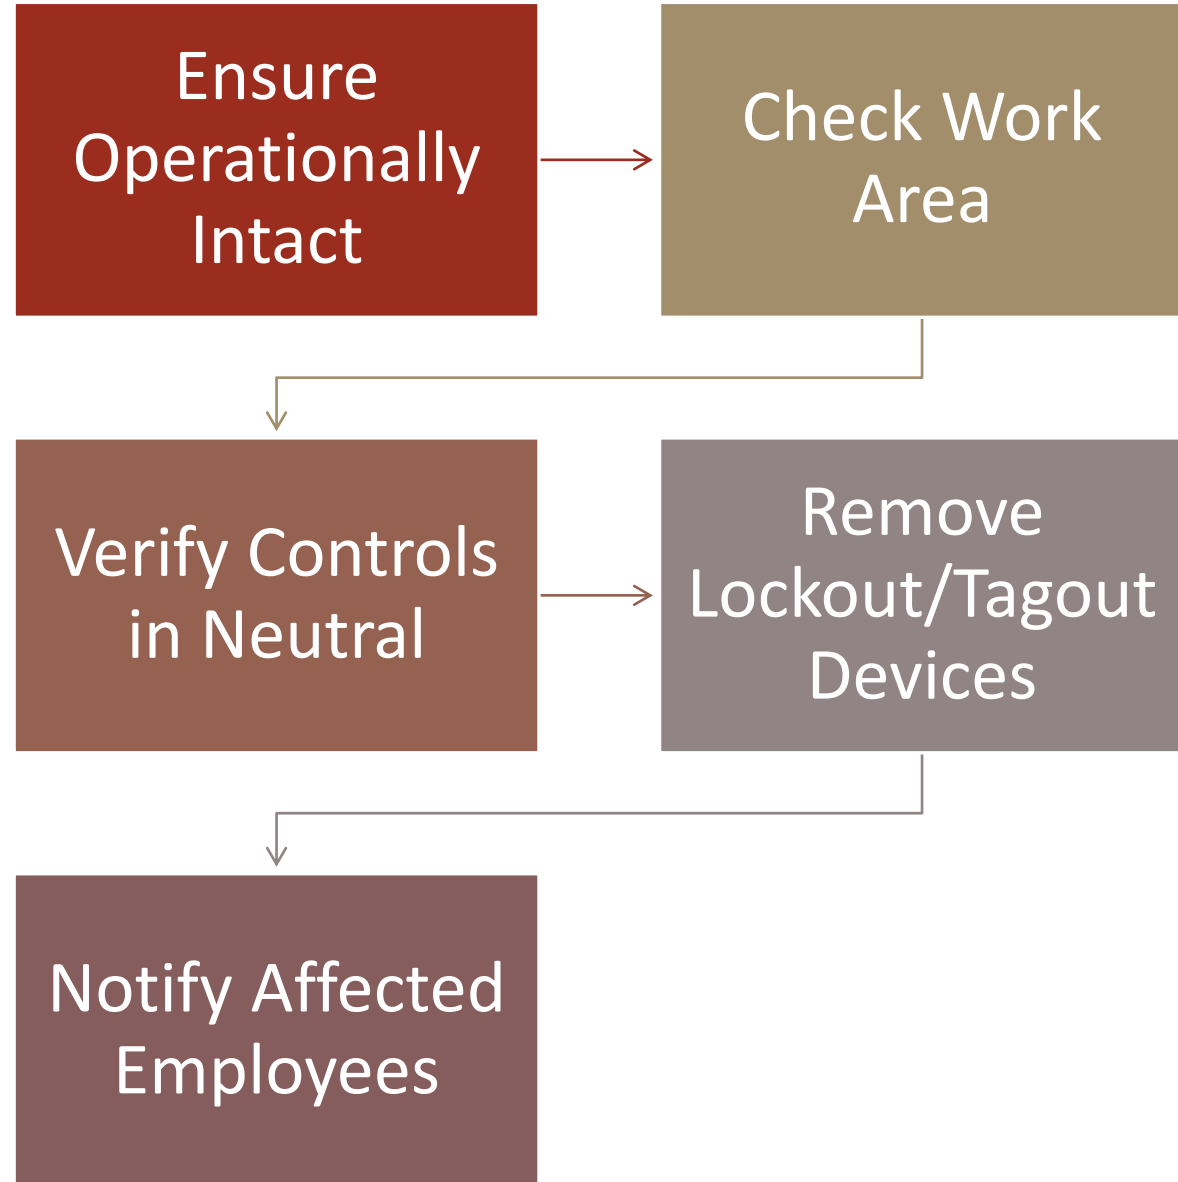 Ensure
Operationally
Intact
Check Work
Area
Verify Controls
in Neutral
Remove
Lockout/Tagout
Devices
Notify Affected
Employees